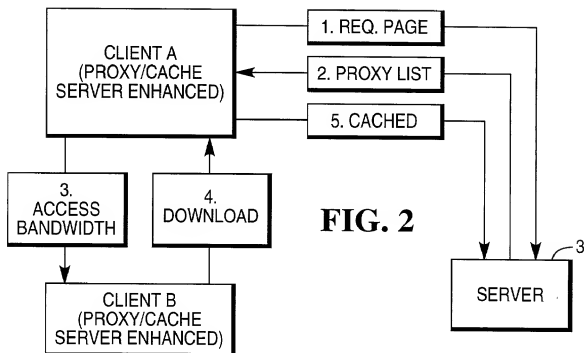 CLIENT A
(PROXY/CACHE
SERVER ENHANCED)
1. REQ. PAGE
2. PROXY LIST
5. CACHED
3.
ACCESS
BANDWIDTH
4.
DOWNLOAD
FIG. 2
3
SERVER
CLIENT B
(PROXY/CACHE
SERVER ENHANCED)